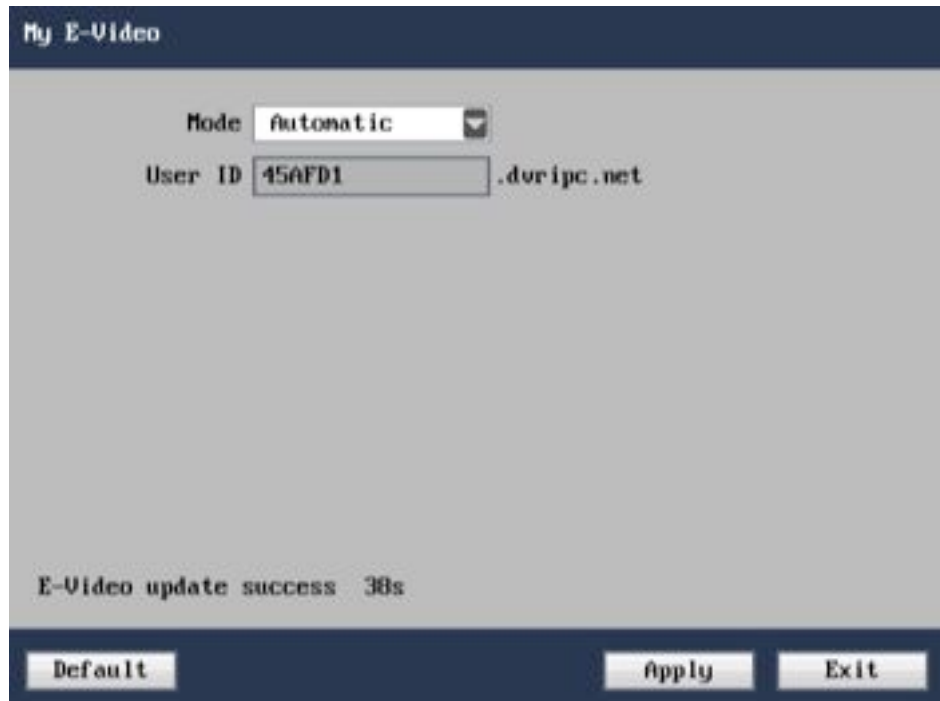 My E-Video
Mode Automatic
User ID 45AFD1 .dvripc.net
E-Video update success 38s
Default Apply Exit